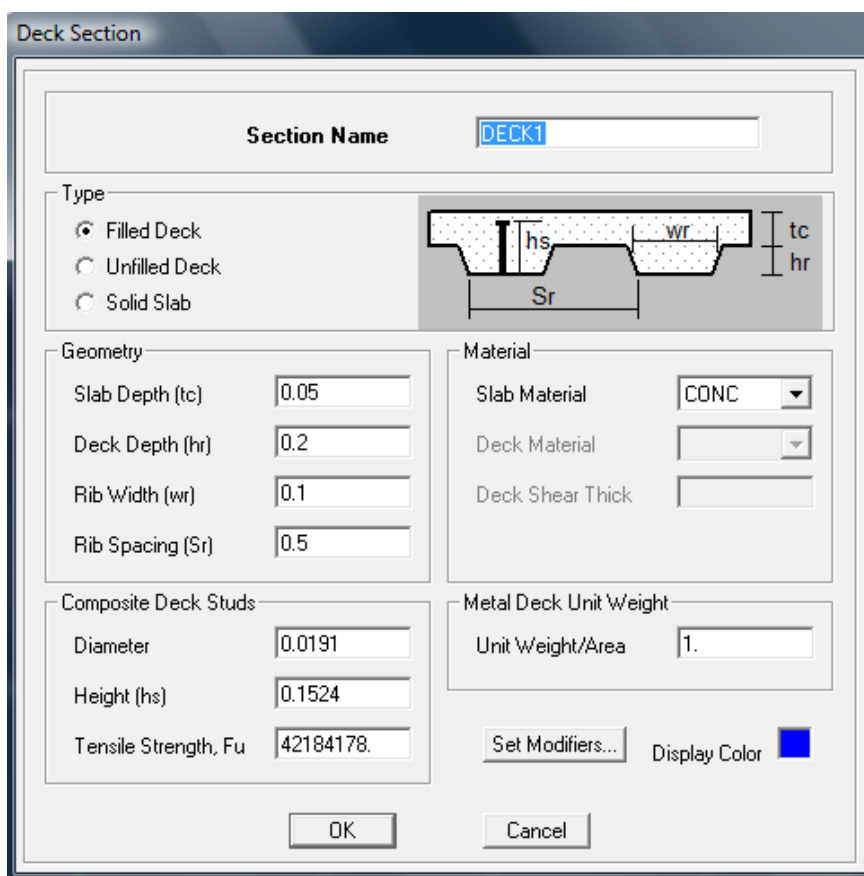 Deck Section
Section Name DECK1
Type
Filled Deck
Unfilled Deck
Solid Slab
hs wr tc
hr
Sr
Geometry
Slab Depth (tc) 0.05
Deck Depth (hr) 0.2
Rib Width (wr) 0.1
Rib Spacing (Sr) 0.5
Material
Slab Material CONC
Deck Material
Deck Shear Thick
Composite Deck Studs
Diameter 0.0191
Height (hs) 0.1524
Tensile Strength, Fu 42184178.
Metal Deck Unit Weight
Unit Weight/Area 1.
Set Modifiers... Display Color
OK Cancel